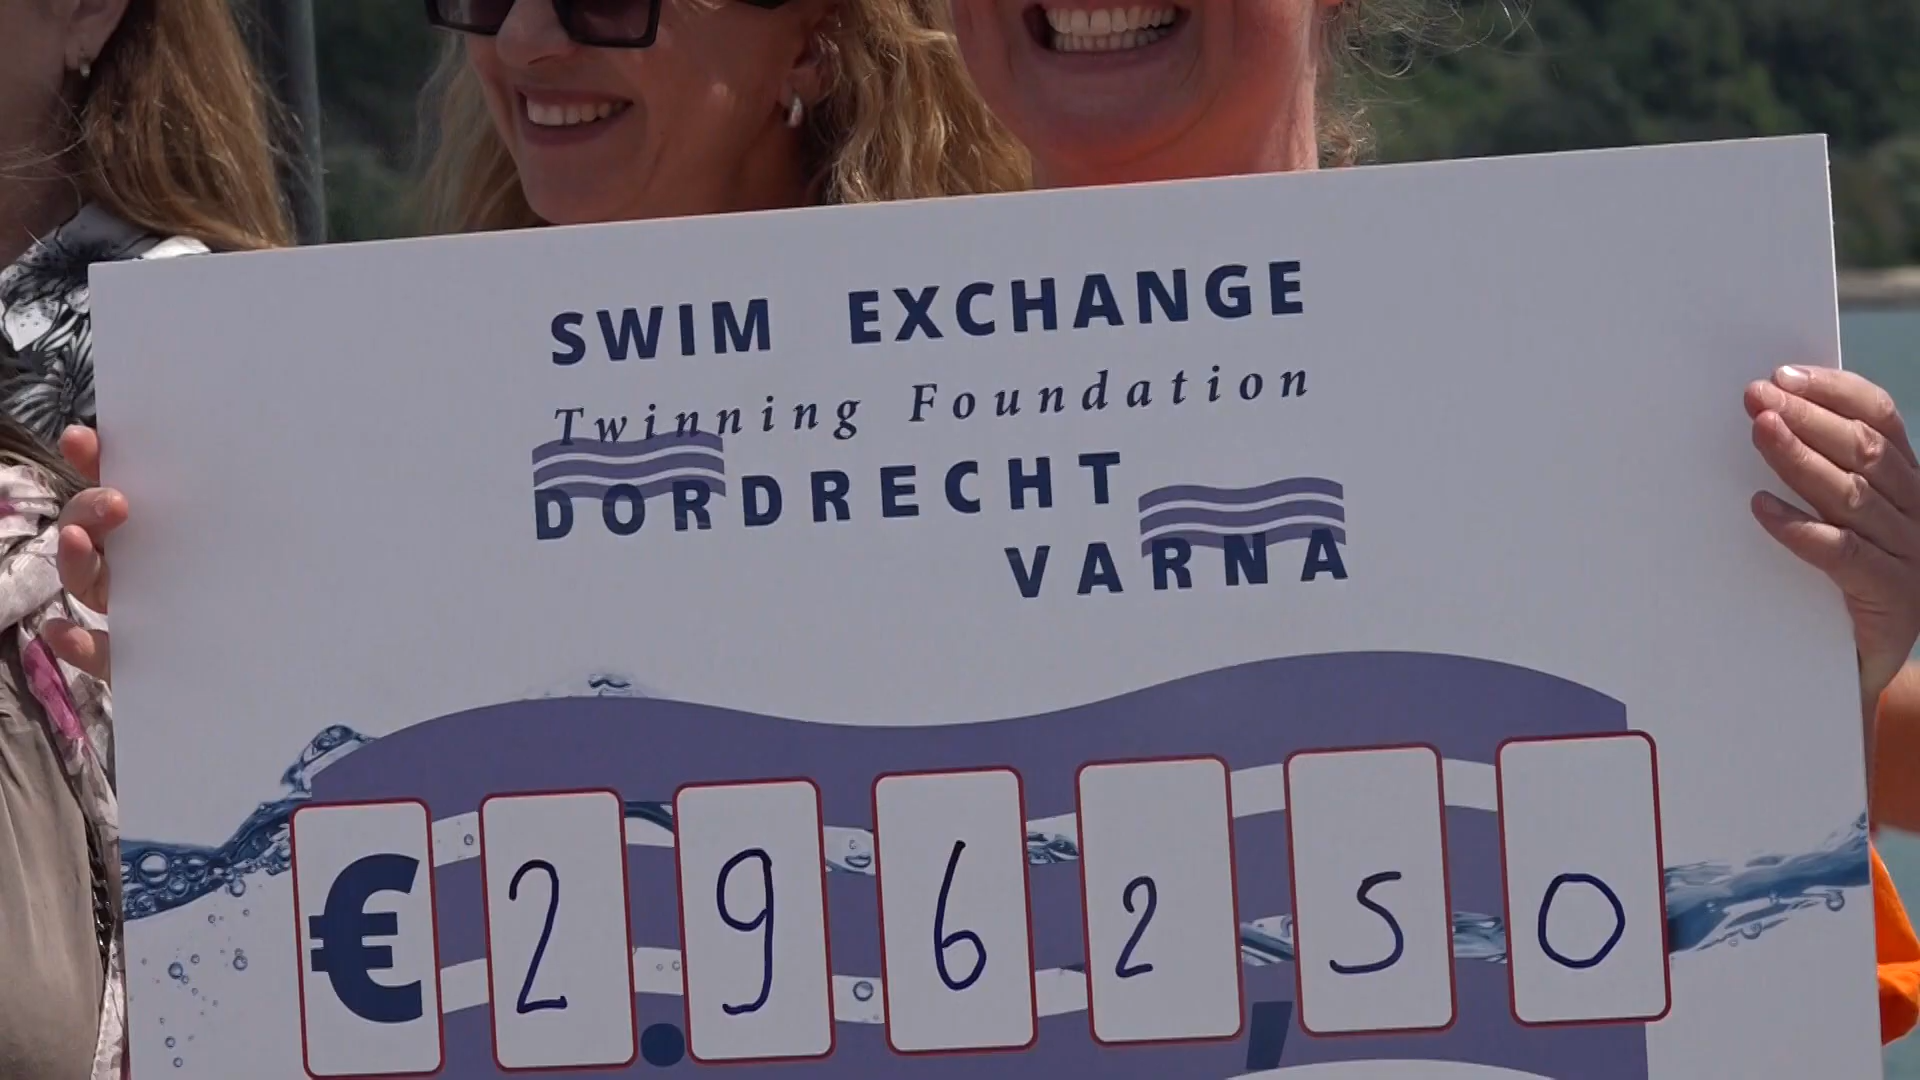 SWIM EXCHANGE
Twinning Foundation
DORDRECHT
VARNA
€ 2.962,50